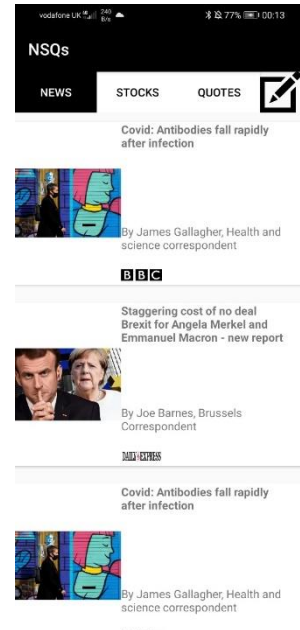 vodafone UK 240 B/s 77% 00:13
NSQs
NEWS STOCKS QUOTES
Covid: Antibodies fall rapidly
after infection
By James Gallagher, Health and
science correspondent
BBC
Staggering cost of no deal
Brexit for Angela Merkel and
Emmanuel Macron - new report
By Joe Barnes, Brussels
Correspondent
DAILY EXPRESS
Covid: Antibodies fall rapidly
after infection
By James Gallagher, Health and
science correspondent